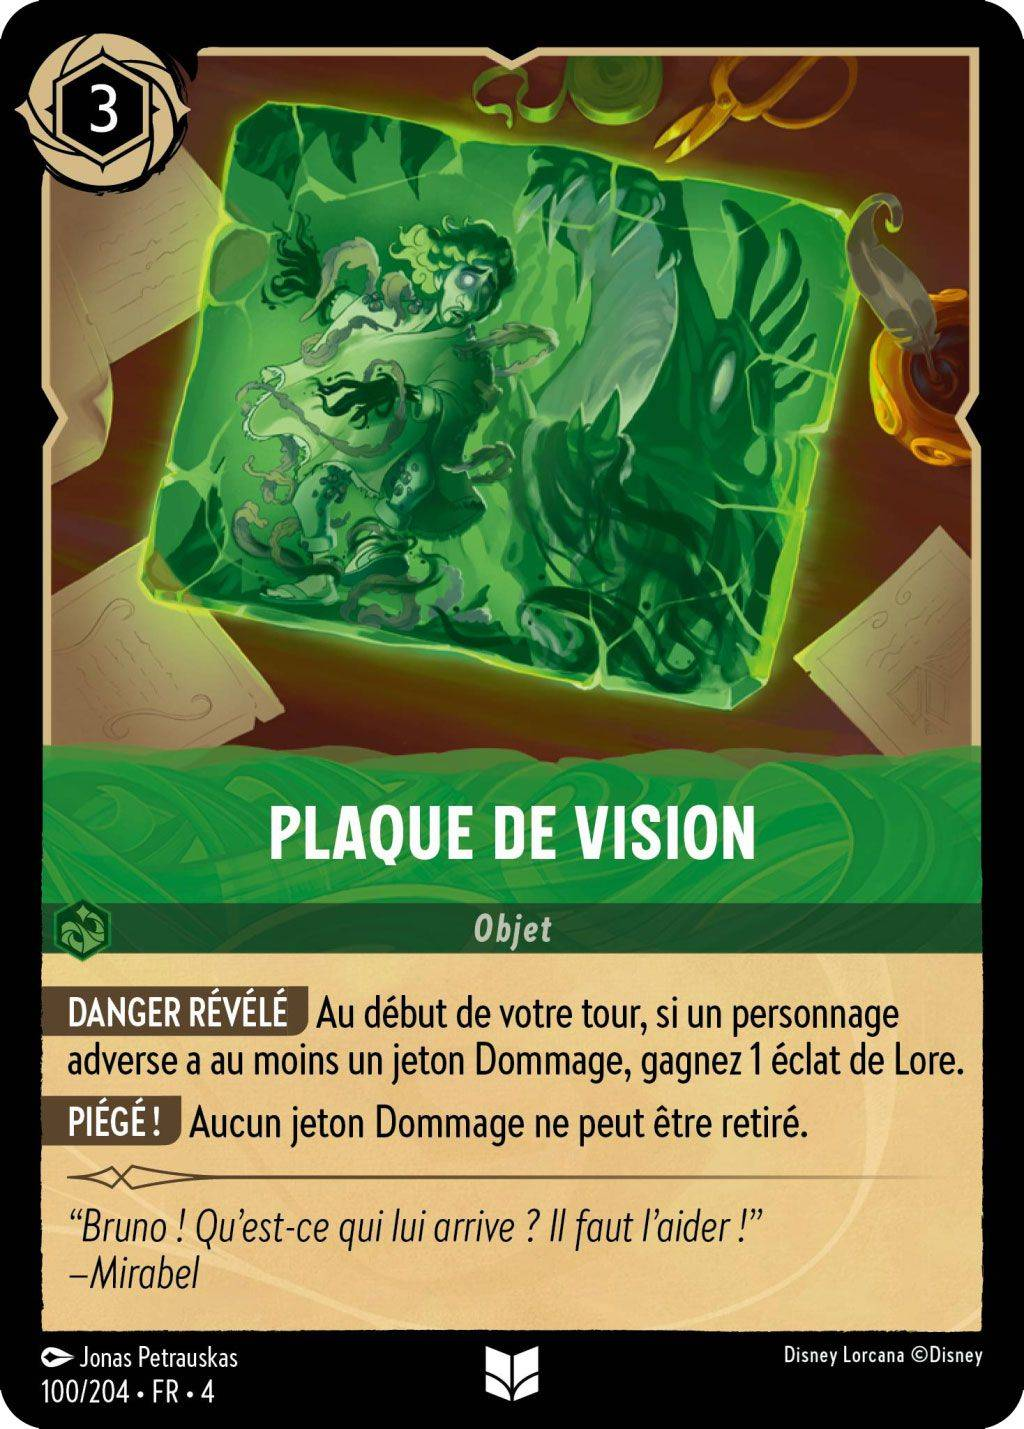 3
PLAQUE DE VISION
Objet
DANGER RÉVÉLÉ Au début de votre tour, si un personnage
adverse a au moins un jeton Dommage, gagnez 1 éclat de Lore.
PIÉGÉ ! Aucun jeton Dommage ne peut être retiré.
“Bruno ! Qu’est-ce qui lui arrive ? Il faut l’aider !”
–Mirabel
Jonas Petrauskas
Disney Lorcana ©Disney
100/204 • FR • 4